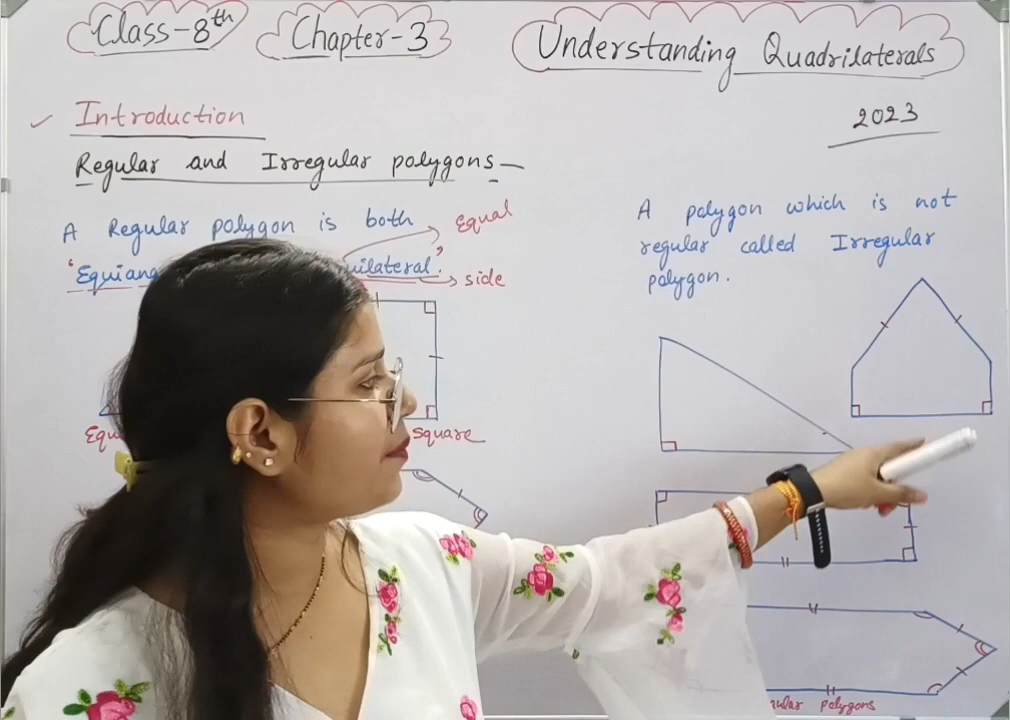 Class-8th
Chapter-3
Understanding Quadrilaterals
Introduction
2023
Regular and Irregular polygons
A Regular polygon is both
equal
side
A polygon which is not
regular called Irregular
polygon.
Square
polygons